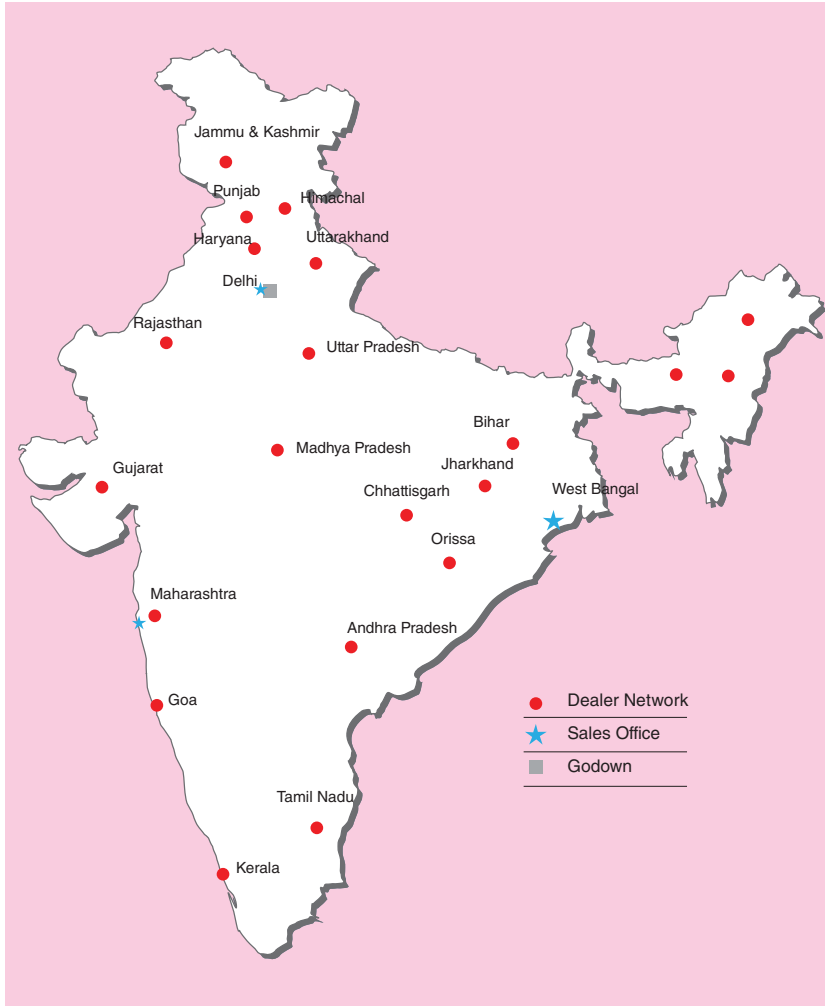 Jammu & Kashmir
Punjab
Himachal
Haryana
Uttarakhand
Delhi
Rajasthan
Uttar Pradesh
Bihar
Madhya Pradesh
Jharkhand
Gujarat
Chhattisgarh
West Bangal
Orissa
Maharashtra
Andhra Pradesh
Goa
Dealer Network
Sales Office
Godown
Tamil Nadu
Kerala